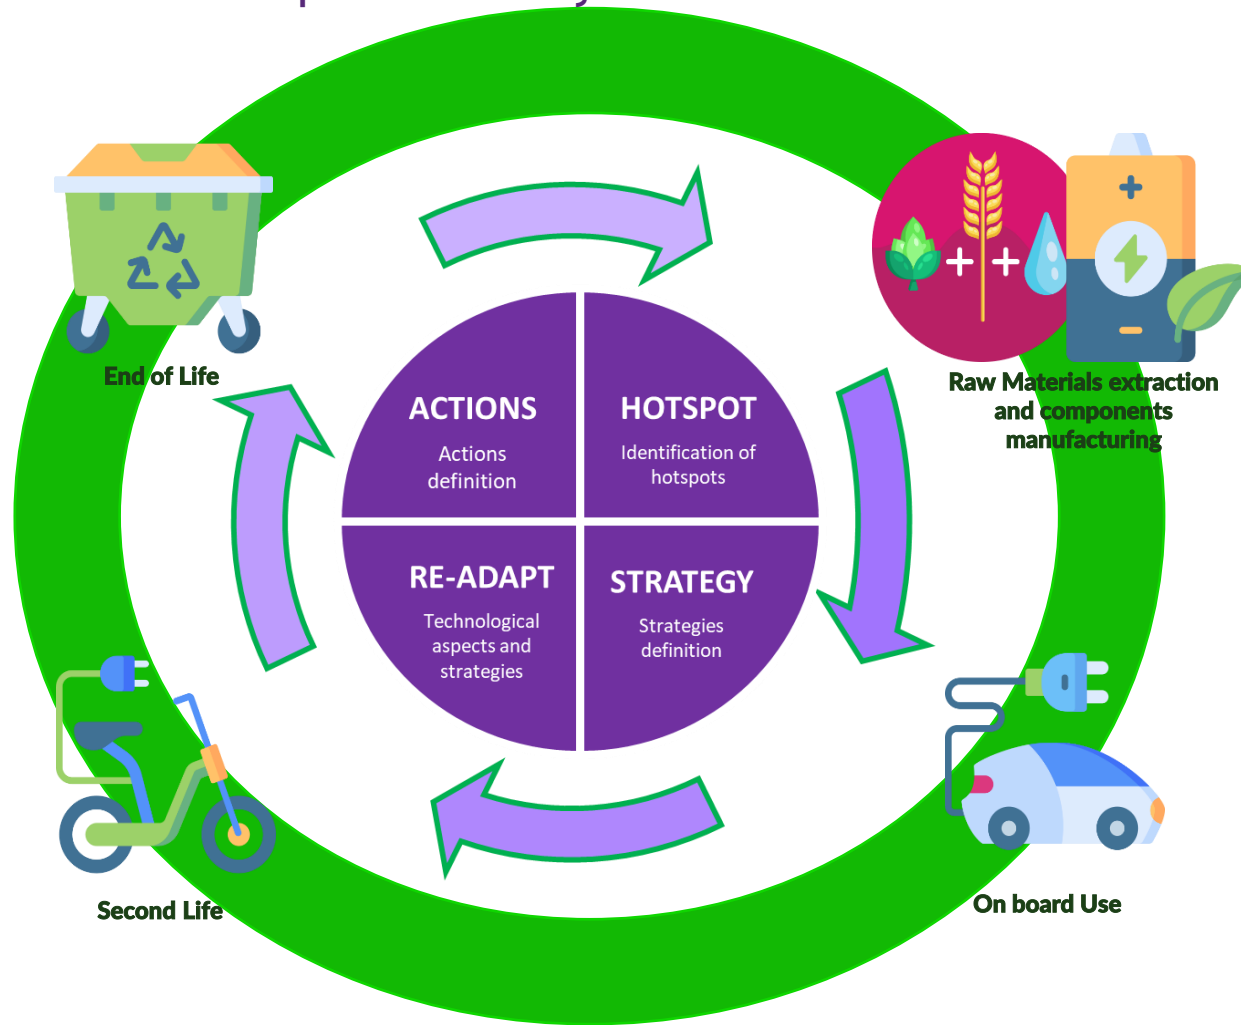 End of Life
Raw Materials extraction
and components
manufacturing
ACTIONS
Actions
definition
HOTSPOT
Identification of
hotspots
RE-ADAPT
Technological
aspects and
strategies
STRATEGY
Strategies
definition
Second Life
On board Use